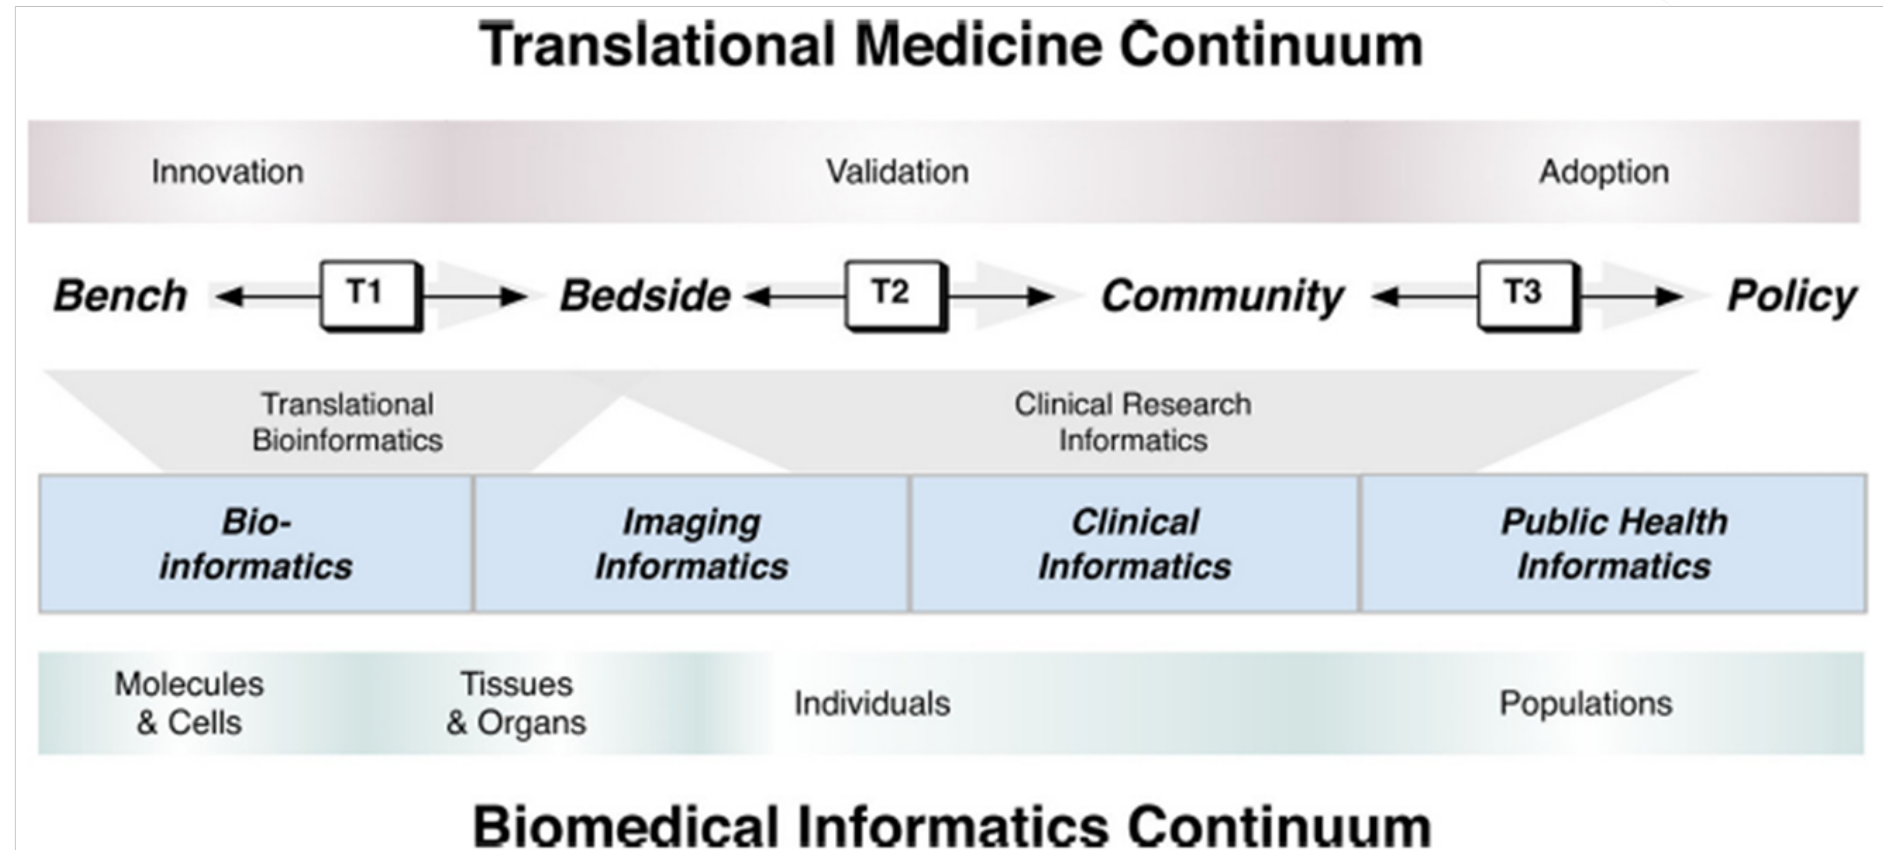 Translational Medicine Continuum
Innovation Validation Adoption
Bench T1 Bedside T2 Community T3 Policy
Translational
Bioinformatics
Clinical Research
Informatics
Bio-
informatics
Imaging
Informatics
Clinical
Informatics
Public Health
Informatics
Molecules
& Cells
Tissues
& Organs
Individuals
Populations
Biomedical Informatics Continuum